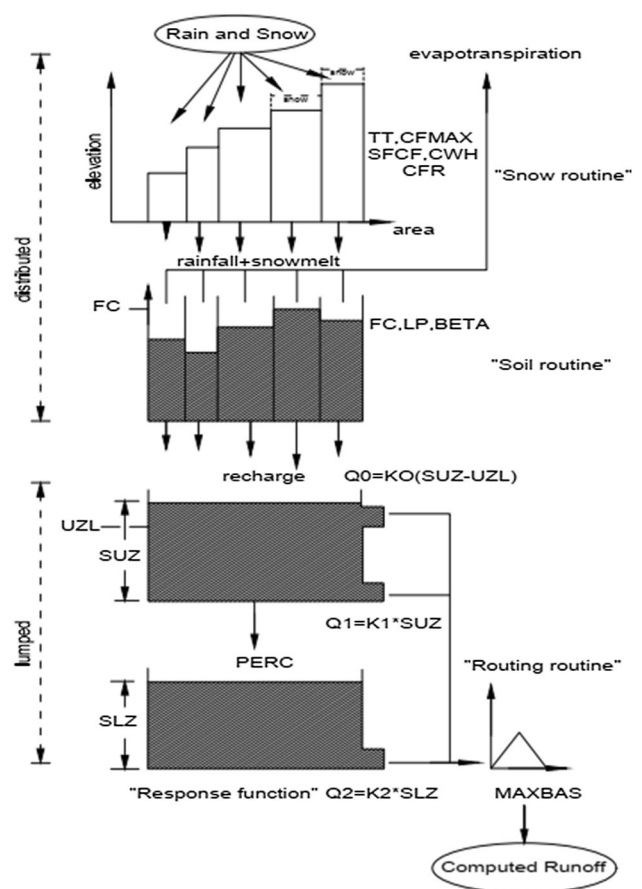 Rain and Snow
evapotranspiration
snow
snow
elevation
TT,CFMAX
SFCF,CWH
CFR
"Snow routine"
area
rainfall+snowmelt
distributed
FC
FC,LP,BETA
"Soil routine"
recharge
Q0=KO(SUZ-UZL)
UZL
SUZ
Q1=K1*SUZ
lumped
PERC
"Routing routine"
SLZ
"Response function" Q2=K2*SLZ
MAXBAS
Computed Runoff